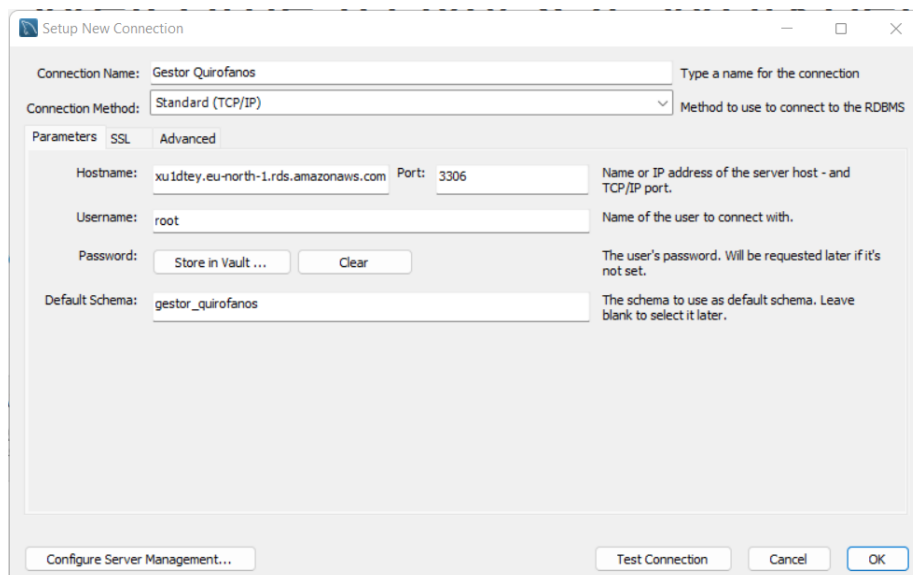 Setup New Connection
Connection Name: Gestor Quirofanos Type a name for the connection
Connection Method: Standard (TCP/IP) Method to use to connect to the RDBMS
Parameters SSL Advanced
Hostname: xu1dtey.eu-north-1.rds.amazonaws.com Port: 3306 Name or IP address of the server host - and
TCP/IP port.
Username: root Name of the user to connect with.
Password: Store in Vault ... Clear The user's password. Will be requested later if it's
not set.
Default Schema: gestor_quirofanos The schema to use as default schema. Leave
blank to select it later.
Configure Server Management... Test Connection Cancel OK